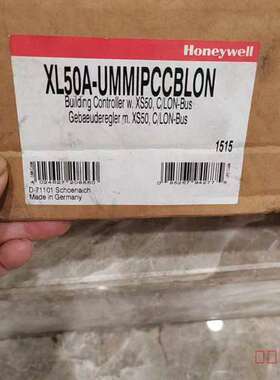 Honeywell
XL50A-UMMIPCCBLON
Building Controller w. XS50, C/LON-Bus
Gebaeuderegler m. XS50, C/LON-Bus
1515
D-71101 Schoenaich
Made in Germany